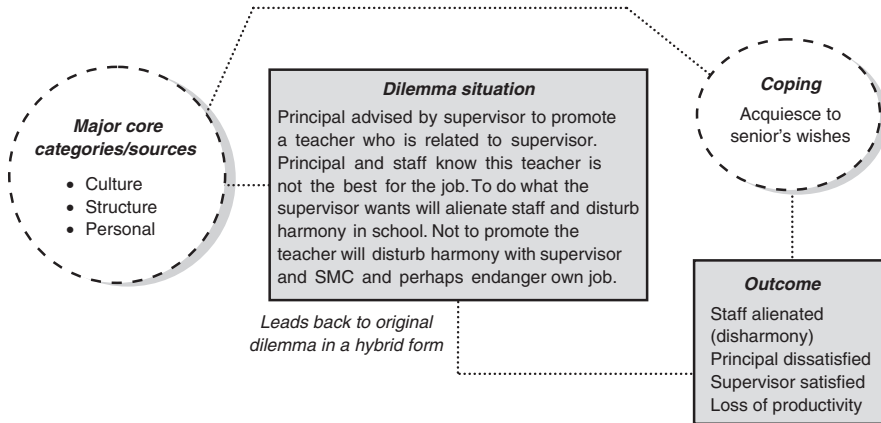 Major core
categories/sources
• Culture
• Structure
• Personal
Dilemma situation
Principal advised by supervisor to promote
a teacher who is related to supervisor.
Principal and staff know this teacher is
not the best for the job. To do what the
supervisor wants will alienate staff and disturb
harmony in school. Not to promote the
teacher will disturb harmony with supervisor
and SMC and perhaps endanger own job.
Coping
Acquiesce to
senior's wishes
Outcome
Staff alienated
(disharmony)
Principal dissatisfied
Supervisor satisfied
Loss of productivity
Leads back to original
dilemma in a hybrid form